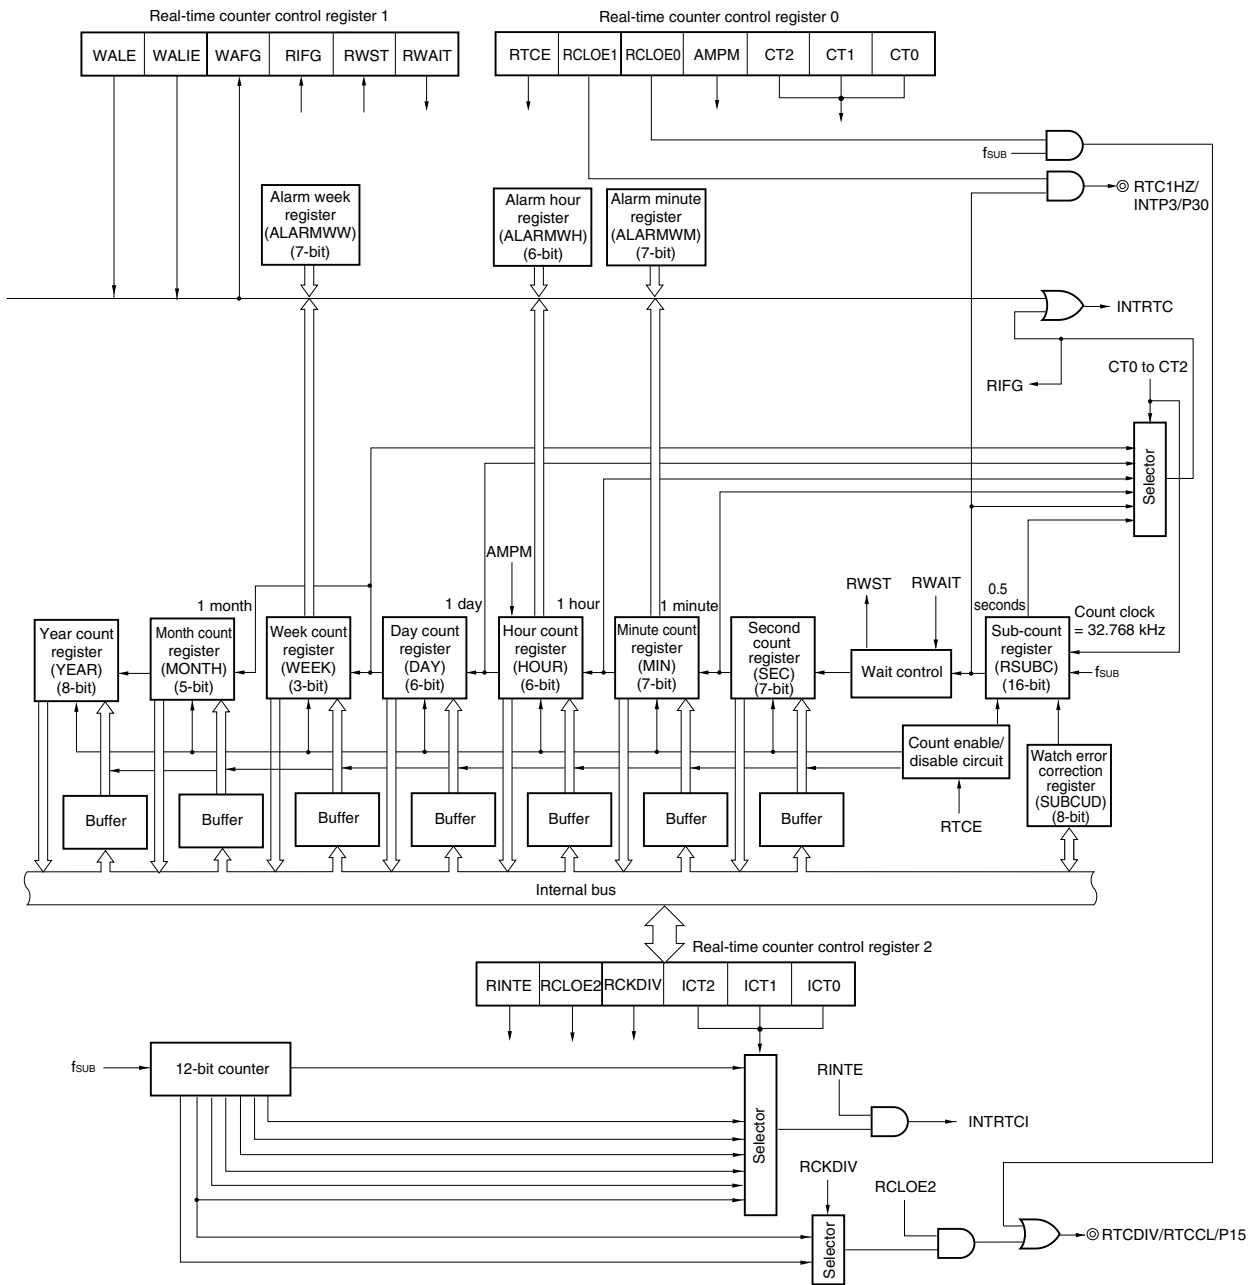 Real-time counter control register 1
Real-time counter control register 0
WALE WALIE WAFG RIFG RWST RWAIT
RTCE RCLOE1 RCLOE0 AMPM CT2 CT1 CT0
fSUB
RTC1HZ/
INTP3/P30
Alarm week
register
(ALARMWW)
(7-bit)
Alarm hour
register
(ALARMWH)
(6-bit)
Alarm minute
register
(ALARMWM)
(7-bit)
INTRTC
RIFG
CT0 to CT2
Selector
AMPM
RWST
RWAIT
0.5
seconds
Count clock
= 32.768 kHz
1 month
1 day
1 hour
1 minute
Year count
register
(YEAR)
(8-bit)
Month count
register
(MONTH)
(5-bit)
Week count
register
(WEEK)
(3-bit)
Day count
register
(DAY)
(6-bit)
Hour count
register
(HOUR)
(6-bit)
Minute count
register
(MIN)
(7-bit)
Second
count
register
(SEC)
(7-bit)
Wait control
Sub-count
register
(RSUBC)
(16-bit)
fSUB
Count enable/
disable circuit
RTCE
Watch error
correction
register
(SUBCUD)
(8-bit)
Buffer
Buffer
Buffer
Buffer
Buffer
Buffer
Buffer
Internal bus
Real-time counter control register 2
RINTE RCLOE2 RCKDIV ICT2 ICT1 ICT0
fSUB
12-bit counter
Selector
RINTE
INTRTCI
RCKDIV
Selector
RCLOE2
RTCDIV/RTCCL/P15